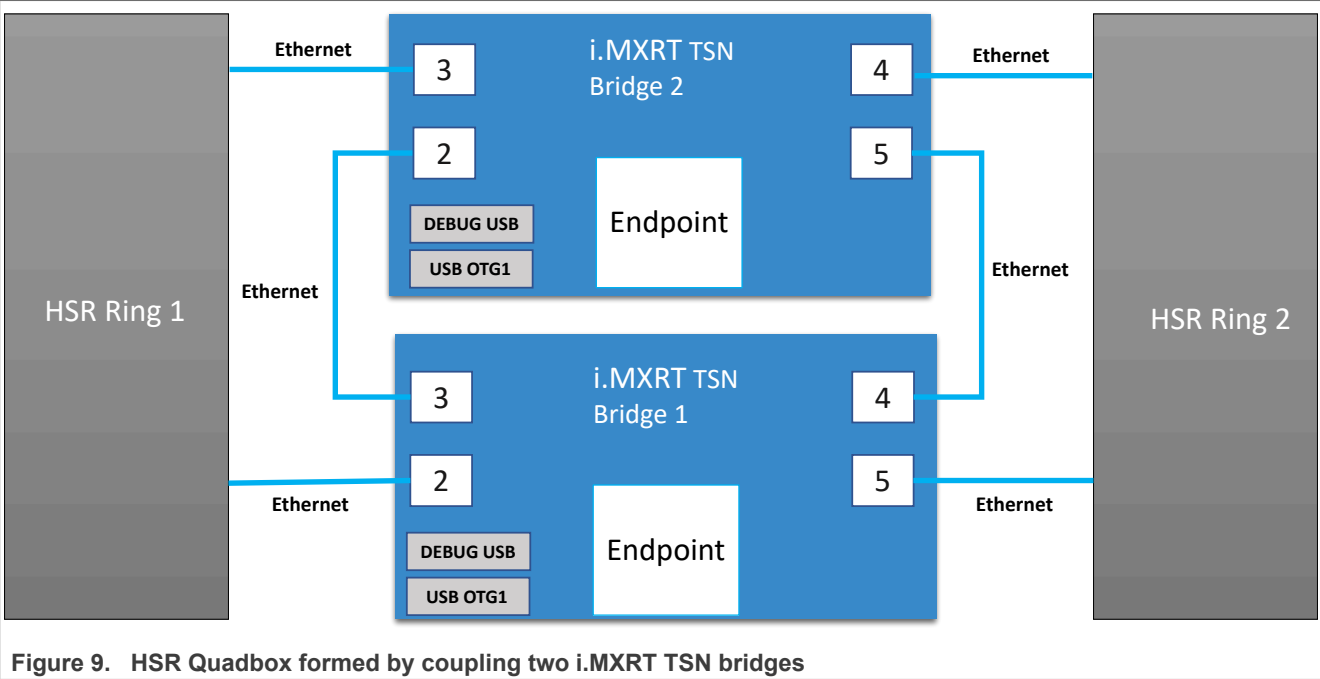 Ethernet
i.MXRT TSN
Bridge 2
Ethernet
3
4
2
5
DEBUG USB
USB OTG1
Endpoint
Ethernet
Ethernet
HSR Ring 1
HSR Ring 2
i.MXRT TSN
Bridge 1
3
4
2
5
Ethernet
Ethernet
DEBUG USB
USB OTG1
Endpoint
Figure 9. HSR Quadbox formed by coupling two i.MXRT TSN bridges